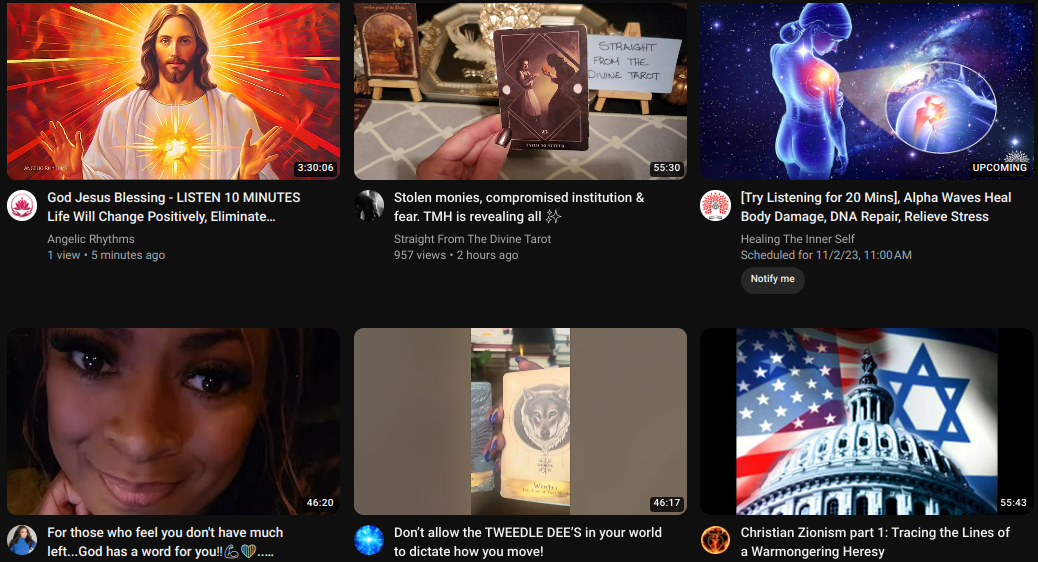 ANGELIC RHYTHMS
3:30:06
STRAIGHT
FROM THE
DIVINE TAROT
55:30
UPCOMING
God Jesus Blessing - LISTEN 10 MINUTES
Life Will Change Positively, Eliminate…
Angelic Rhythms
1 view • 5 minutes ago
Stolen monies, compromised institution &
fear. TMH is revealing all ✨
Straight From The Divine Tarot
957 views • 2 hours ago
[Try Listening for 20 Mins], Alpha Waves Heal
Body Damage, DNA Repair, Relieve Stress
Healing The Inner Self
Scheduled for 11/2/23, 11:00 AM
Notify me
46:20
Winter
46:17
55:43
For those who feel you don't have much
left...God has a word for you!!💪💛.....
Don’t allow the TWEEDLE DEE’S in your world
to dictate how you move!
Christian Zionism part 1: Tracing the Lines of
a Warmongering Heresy